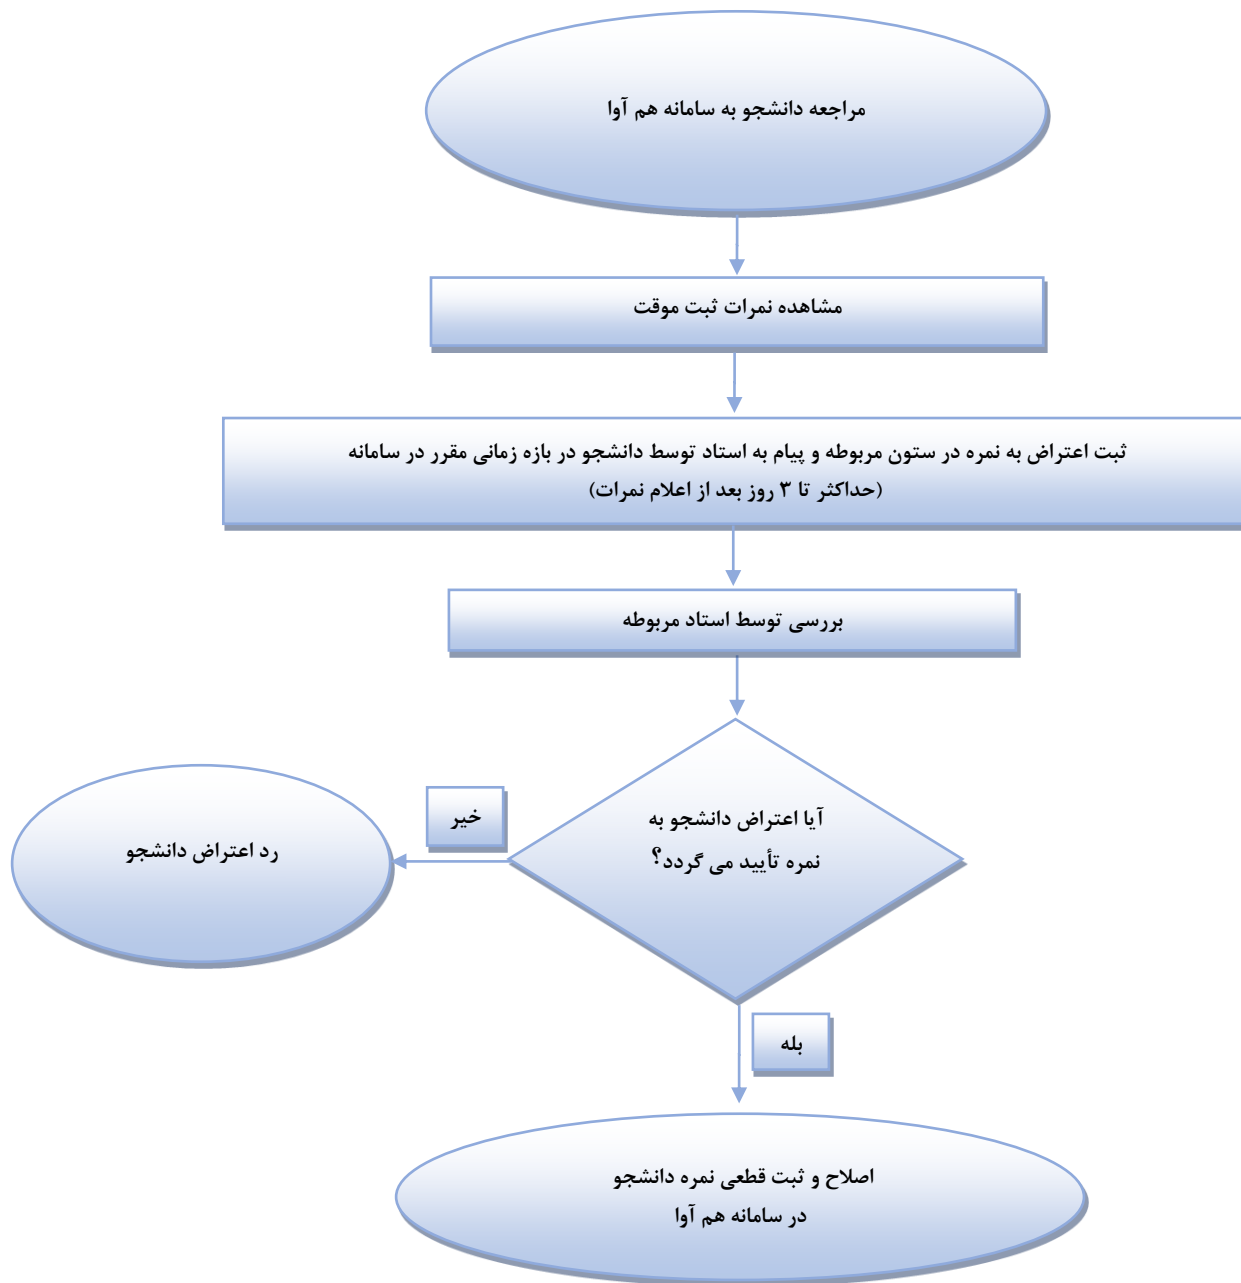 مراجعه دانشجو به سامانه هم آوا
مشاهده نمرات ثبت موقت
ثبت اعتراض به نمره در ستون مربوطه و پیام به استاد توسط دانشجو در بازه زمانی مقرر در سامانه
(حداکثر تا ۳ روز بعد از اعلام نمرات)
بررسی توسط استاد مربوطه
آیا اعتراض دانشجو به
نمره تأیید می گردد؟
خیر
رد اعتراض دانشجو
بله
اصلاح و ثبت قطعی نمره دانشجو
در سامانه هم آوا